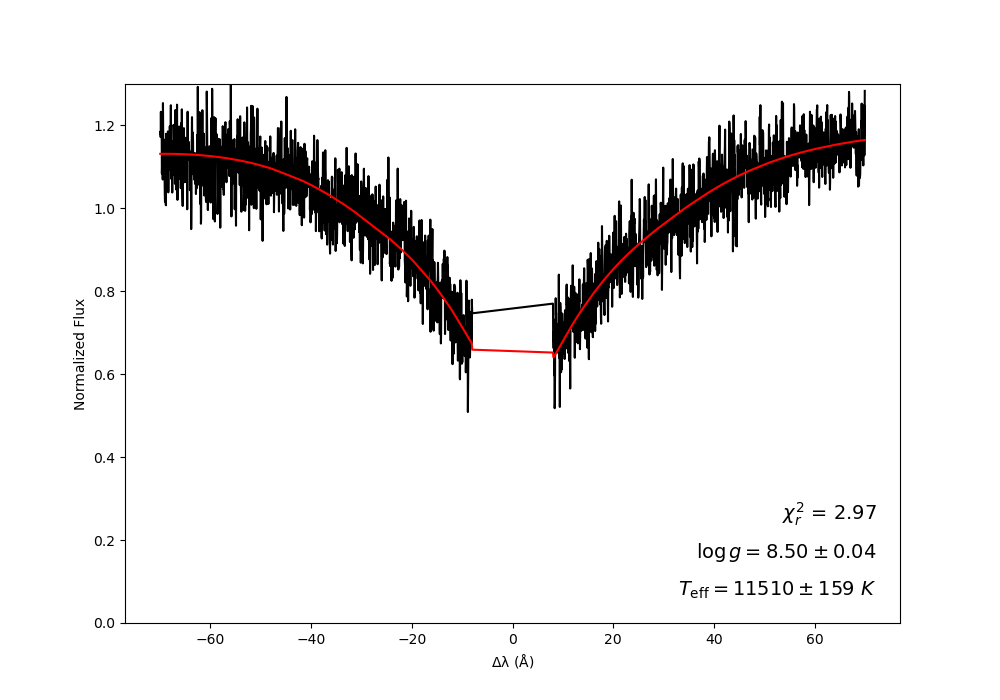 1.2
1.0
0.8
0.6
0.4
0.2
0.0
Normalized Flux
χ²ᵣ = 2.97
log g = 8.50 ± 0.04
T_eff = 11510 ± 159 K
−60 −40 −20 0 20 40 60
Δλ (Å)